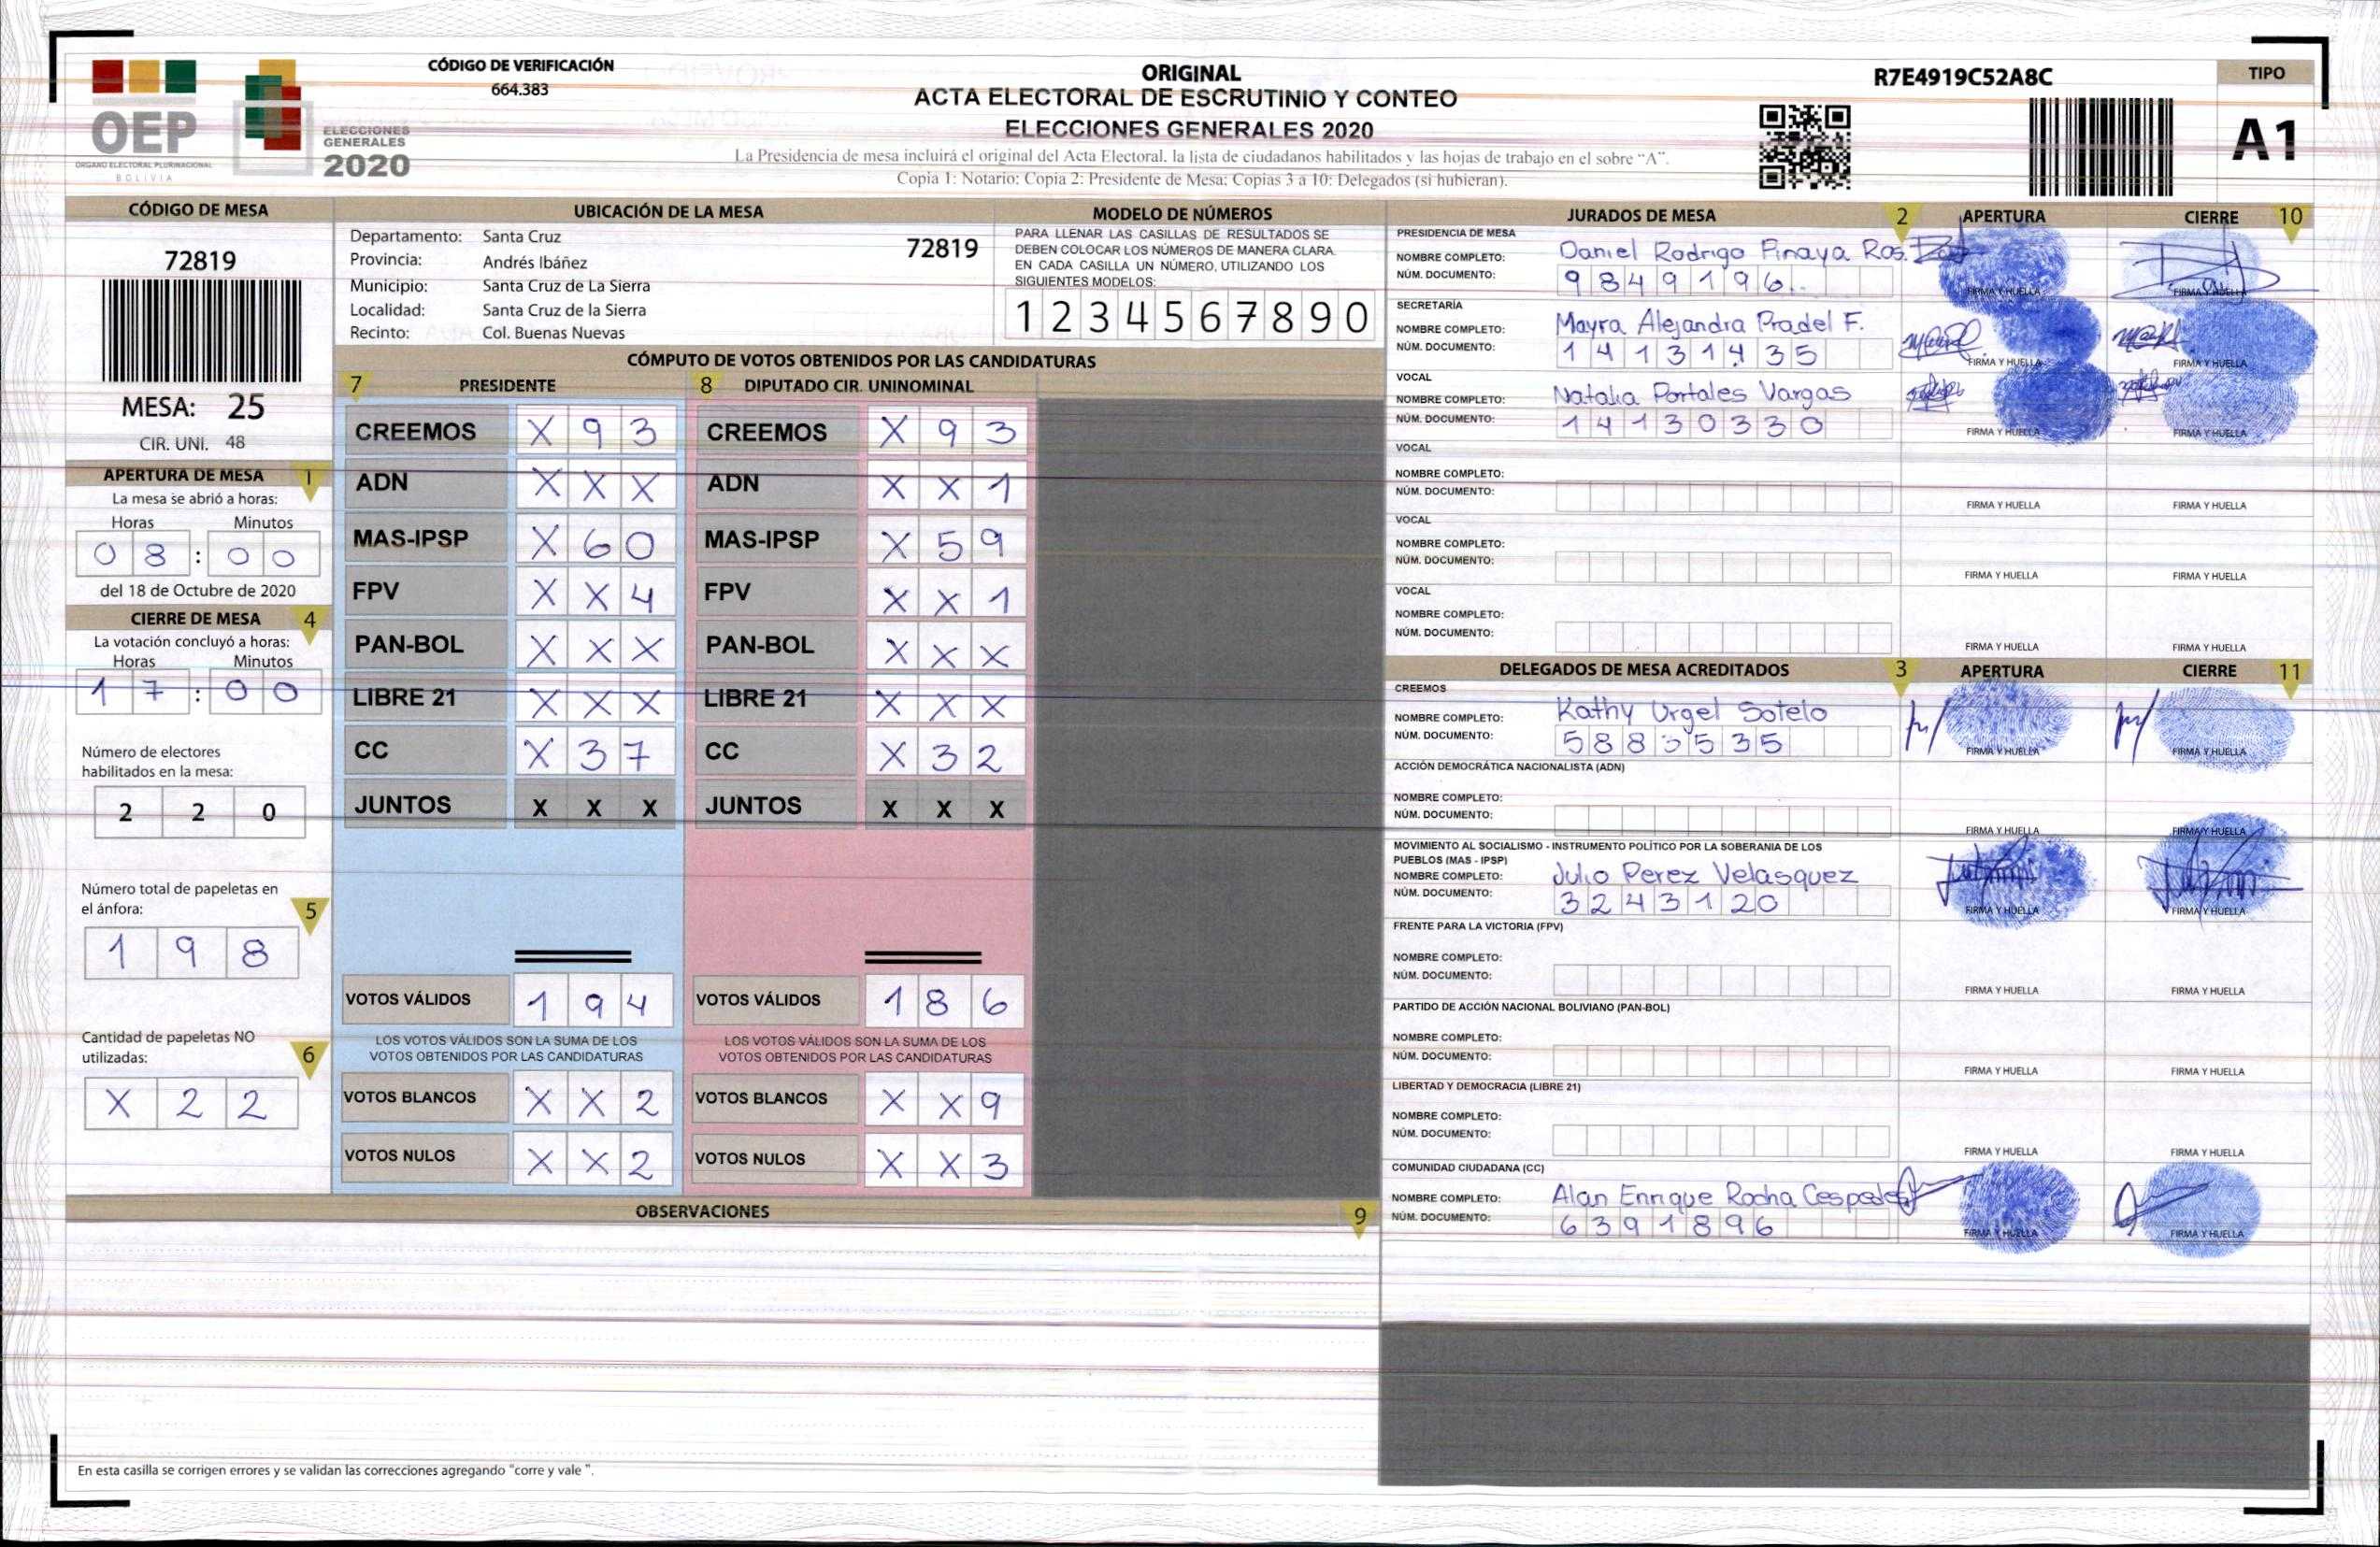 CÓDIGO DE VERIFICACIÓN
664.383
OEP
ÓRGANO ELECTORAL PLURINACIONAL
BOLIVIA
ELECCIONES
GENERALES
2020
ORIGINAL
ACTA ELECTORAL DE ESCRUTINIO Y CONTEO
ELECCIONES GENERALES 2020
La Presidencia de mesa incluirá el original del Acta Electoral, la lista de ciudadanos habilitados y las hojas de trabajo en el sobre "A".
Copia 1: Notario; Copia 2: Presidente de Mesa; Copias 3 a 10: Delegados (si hubieran).
R7E4919C52A8C
TIPO
A1
CÓDIGO DE MESA
72819
MESA: 25
CIR. UNI. 48
APERTURA DE MESA 1
La mesa se abrió a horas:
Horas Minutos
0 8 : 0 0
del 18 de Octubre de 2020
CIERRE DE MESA 4
La votación concluyó a horas:
Horas Minutos
1 7 : 0 0
Número de electores
habilitados en la mesa:
2 2 0
Número total de papeletas en
el ánfora: 5
1 9 8
Cantidad de papeletas NO
utilizadas: 6
X 2 2
UBICACIÓN DE LA MESA
Departamento: Santa Cruz
72819
Provincia: Andrés Ibáñez
Municipio: Santa Cruz de La Sierra
Localidad: Santa Cruz de la Sierra
Recinto: Col. Buenas Nuevas
MODELO DE NÚMEROS
PARA LLENAR LAS CASILLAS DE RESULTADOS SE
DEBEN COLOCAR LOS NÚMEROS DE MANERA CLARA.
EN CADA CASILLA UN NÚMERO, UTILIZANDO LOS
SIGUIENTES MODELOS:
1 2 3 4 5 6 7 8 9 0
CÓMPUTO DE VOTOS OBTENIDOS POR LAS CANDIDATURAS
7 PRESIDENTE 8 DIPUTADO CIR. UNINOMINAL
CREEMOS X 9 3 CREEMOS X 9 3
ADN X X X ADN X X 1
MAS-IPSP X 6 0 MAS-IPSP X 5 9
FPV X X 4 FPV X X 1
PAN-BOL X X X PAN-BOL X X X
LIBRE 21 X X X LIBRE 21 X X X
CC X 3 7 CC X 3 2
JUNTOS X X X JUNTOS X X X
VOTOS VÁLIDOS 1 9 4 VOTOS VÁLIDOS 1 8 6
LOS VOTOS VÁLIDOS SON LA SUMA DE LOS LOS VOTOS VÁLIDOS SON LA SUMA DE LOS
VOTOS OBTENIDOS POR LAS CANDIDATURAS VOTOS OBTENIDOS POR LAS CANDIDATURAS
VOTOS BLANCOS X X 2 VOTOS BLANCOS X X 9
VOTOS NULOS X X 2 VOTOS NULOS X X 3
OBSERVACIONES 9
En esta casilla se corrigen errores y se validan las correcciones agregando "corre y vale ".
JURADOS DE MESA 2 APERTURA CIERRE 10
PRESIDENCIA DE MESA
NOMBRE COMPLETO: Daniel Rodrigo Pinaya Ros.
NÚM. DOCUMENTO: 9849196
FIRMA Y HUELLA FIRMA Y HUELLA
SECRETARÍA
NOMBRE COMPLETO: Mayra Alejandra Pradel F.
NÚM. DOCUMENTO: 14131435
FIRMA Y HUELLA FIRMA Y HUELLA
VOCAL
NOMBRE COMPLETO: Natalia Portales Vargas
NÚM. DOCUMENTO: 14130330
FIRMA Y HUELLA FIRMA Y HUELLA
VOCAL
NOMBRE COMPLETO:
NÚM. DOCUMENTO:
FIRMA Y HUELLA FIRMA Y HUELLA
VOCAL
NOMBRE COMPLETO:
NÚM. DOCUMENTO:
FIRMA Y HUELLA FIRMA Y HUELLA
VOCAL
NOMBRE COMPLETO:
NÚM. DOCUMENTO:
FIRMA Y HUELLA FIRMA Y HUELLA
DELEGADOS DE MESA ACREDITADOS 3 APERTURA CIERRE 11
CREEMOS
NOMBRE COMPLETO: Kathy Urgel Sotelo
NÚM. DOCUMENTO:
FIRMA Y HUELLA FIRMA Y HUELLA
ACCIÓN DEMOCRÁTICA NACIONALISTA (ADN)
NOMBRE COMPLETO:
NÚM. DOCUMENTO:
FIRMA Y HUELLA FIRMA Y HUELLA
MOVIMIENTO AL SOCIALISMO - INSTRUMENTO POLÍTICO POR LA SOBERANIA DE LOS
PUEBLOS (MAS - IPSP)
NOMBRE COMPLETO: Julio Perez Velasquez
NÚM. DOCUMENTO: 3243120
FIRMA Y HUELLA FIRMA Y HUELLA
FRENTE PARA LA VICTORIA (FPV)
NOMBRE COMPLETO:
NÚM. DOCUMENTO:
FIRMA Y HUELLA FIRMA Y HUELLA
PARTIDO DE ACCIÓN NACIONAL BOLIVIANO (PAN-BOL)
NOMBRE COMPLETO:
NÚM. DOCUMENTO:
FIRMA Y HUELLA FIRMA Y HUELLA
LIBERTAD Y DEMOCRACIA (LIBRE 21)
NOMBRE COMPLETO:
NÚM. DOCUMENTO:
FIRMA Y HUELLA FIRMA Y HUELLA
COMUNIDAD CIUDADANA (CC)
NOMBRE COMPLETO: Alan Enrique Rocha Cespedes
NÚM. DOCUMENTO: 6391896
FIRMA Y HUELLA FIRMA Y HUELLA